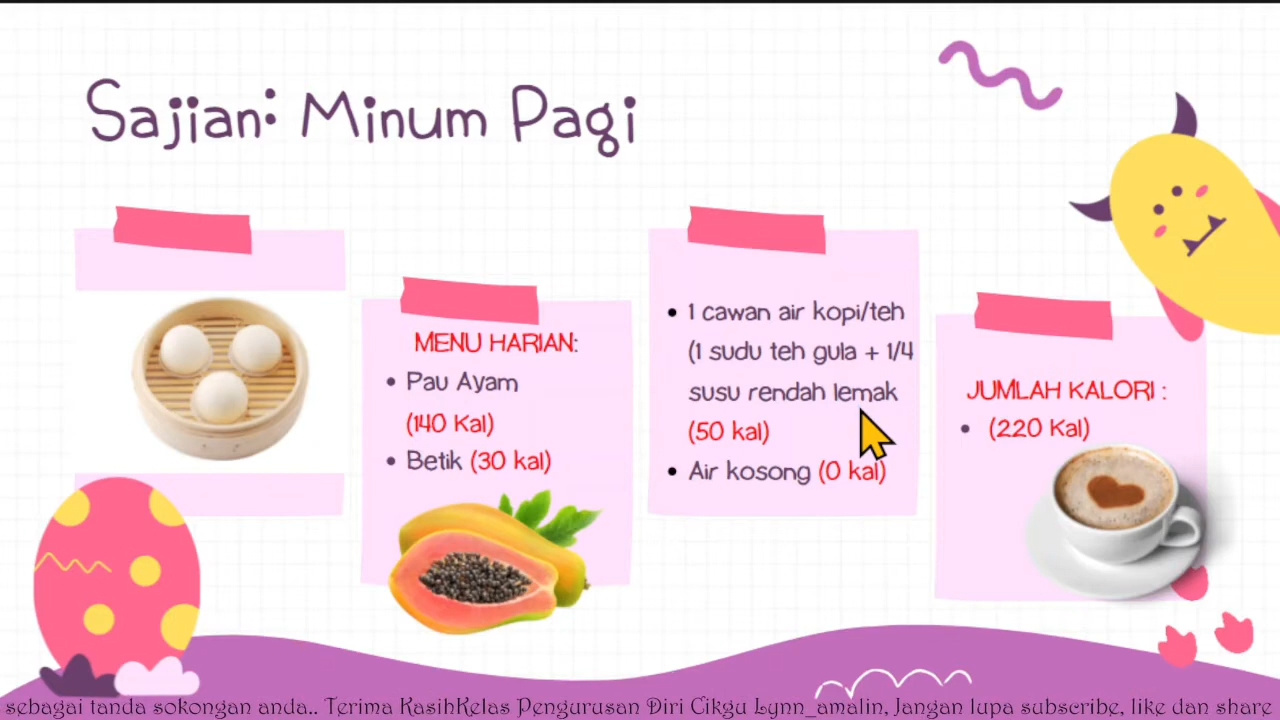 Sajian: Minum Pagi
MENU HARIAN:
• Pau Ayam
(140 Kal)
• Betik (30 kal)
• 1 cawan air kopi/teh
(1 sudu teh gula + 1/4
susu rendah lemak
(50 kal)
• Air kosong (0 kal)
JUMLAH KALORI :
• (220 Kal)
sebagai tanda sokongan anda.. Terima KasihKelas Pengurusan Diri Cikgu Lynn_amalin, Jangan lupa subscribe, like dan share